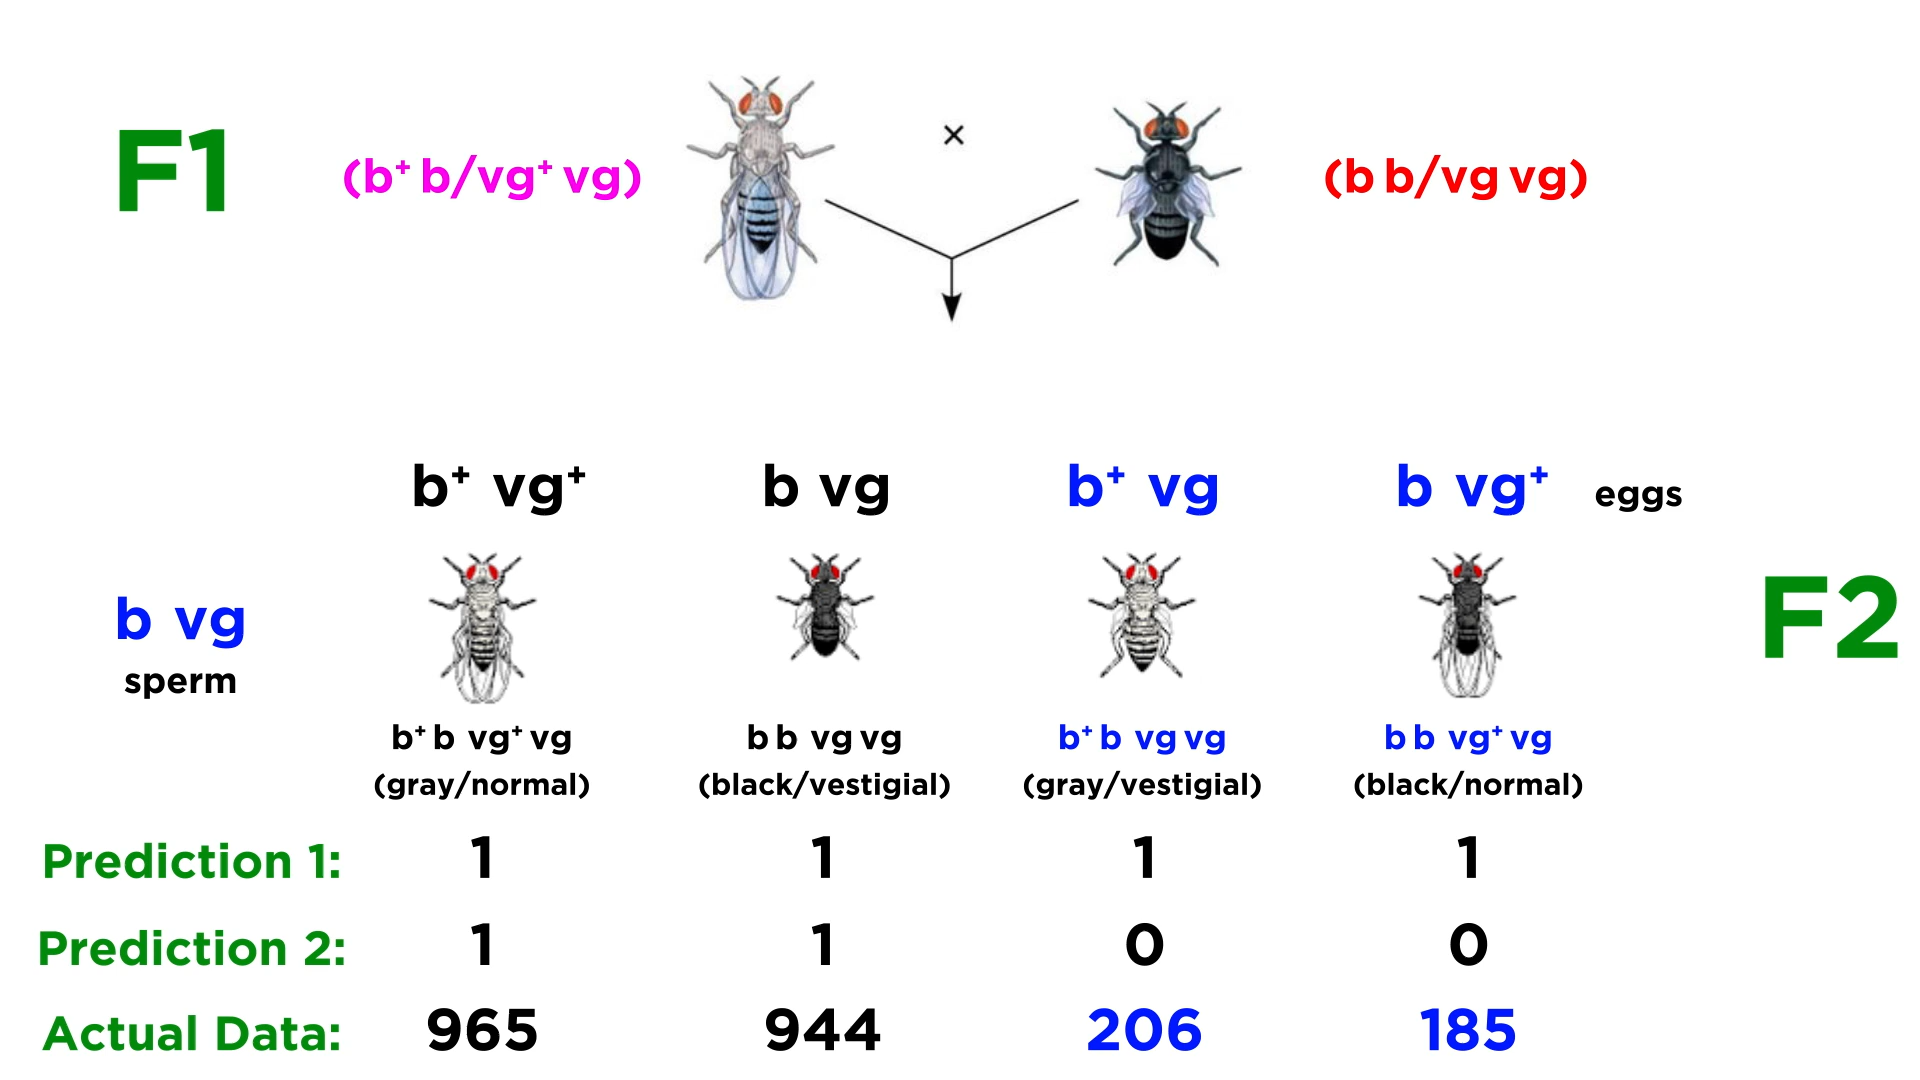 F1
(b⁺ b/vg⁺ vg)
×
(b b/vg vg)
b⁺ vg⁺
b vg
b⁺ vg
b vg⁺
eggs
b vg
sperm
F2
b⁺ b vg⁺ vg
(gray/normal)
b b vg vg
(black/vestigial)
b⁺ b vg vg
(gray/vestigial)
b b vg⁺ vg
(black/normal)
Prediction 1: 1 1 1 1
Prediction 2: 1 1 0 0
Actual Data: 965 944 206 185